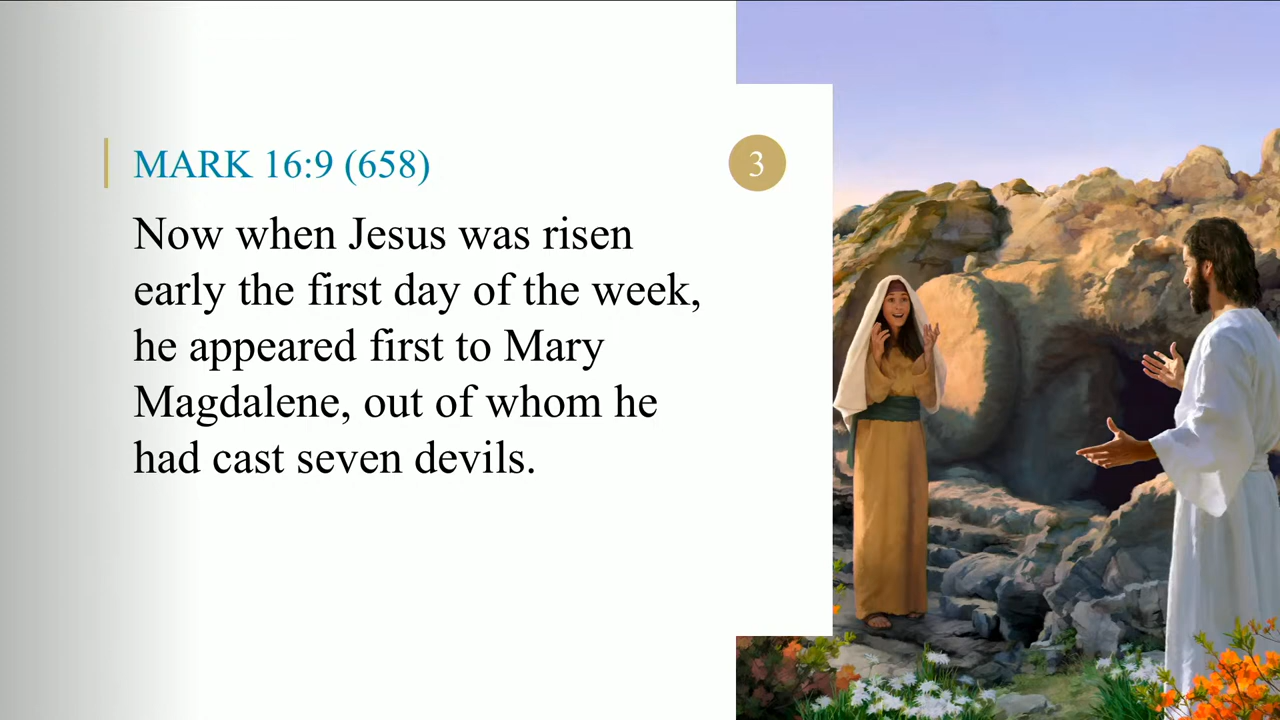 MARK 16:9 (658)
3
Now when Jesus was risen
early the first day of the week,
he appeared first to Mary
Magdalene, out of whom he
had cast seven devils.